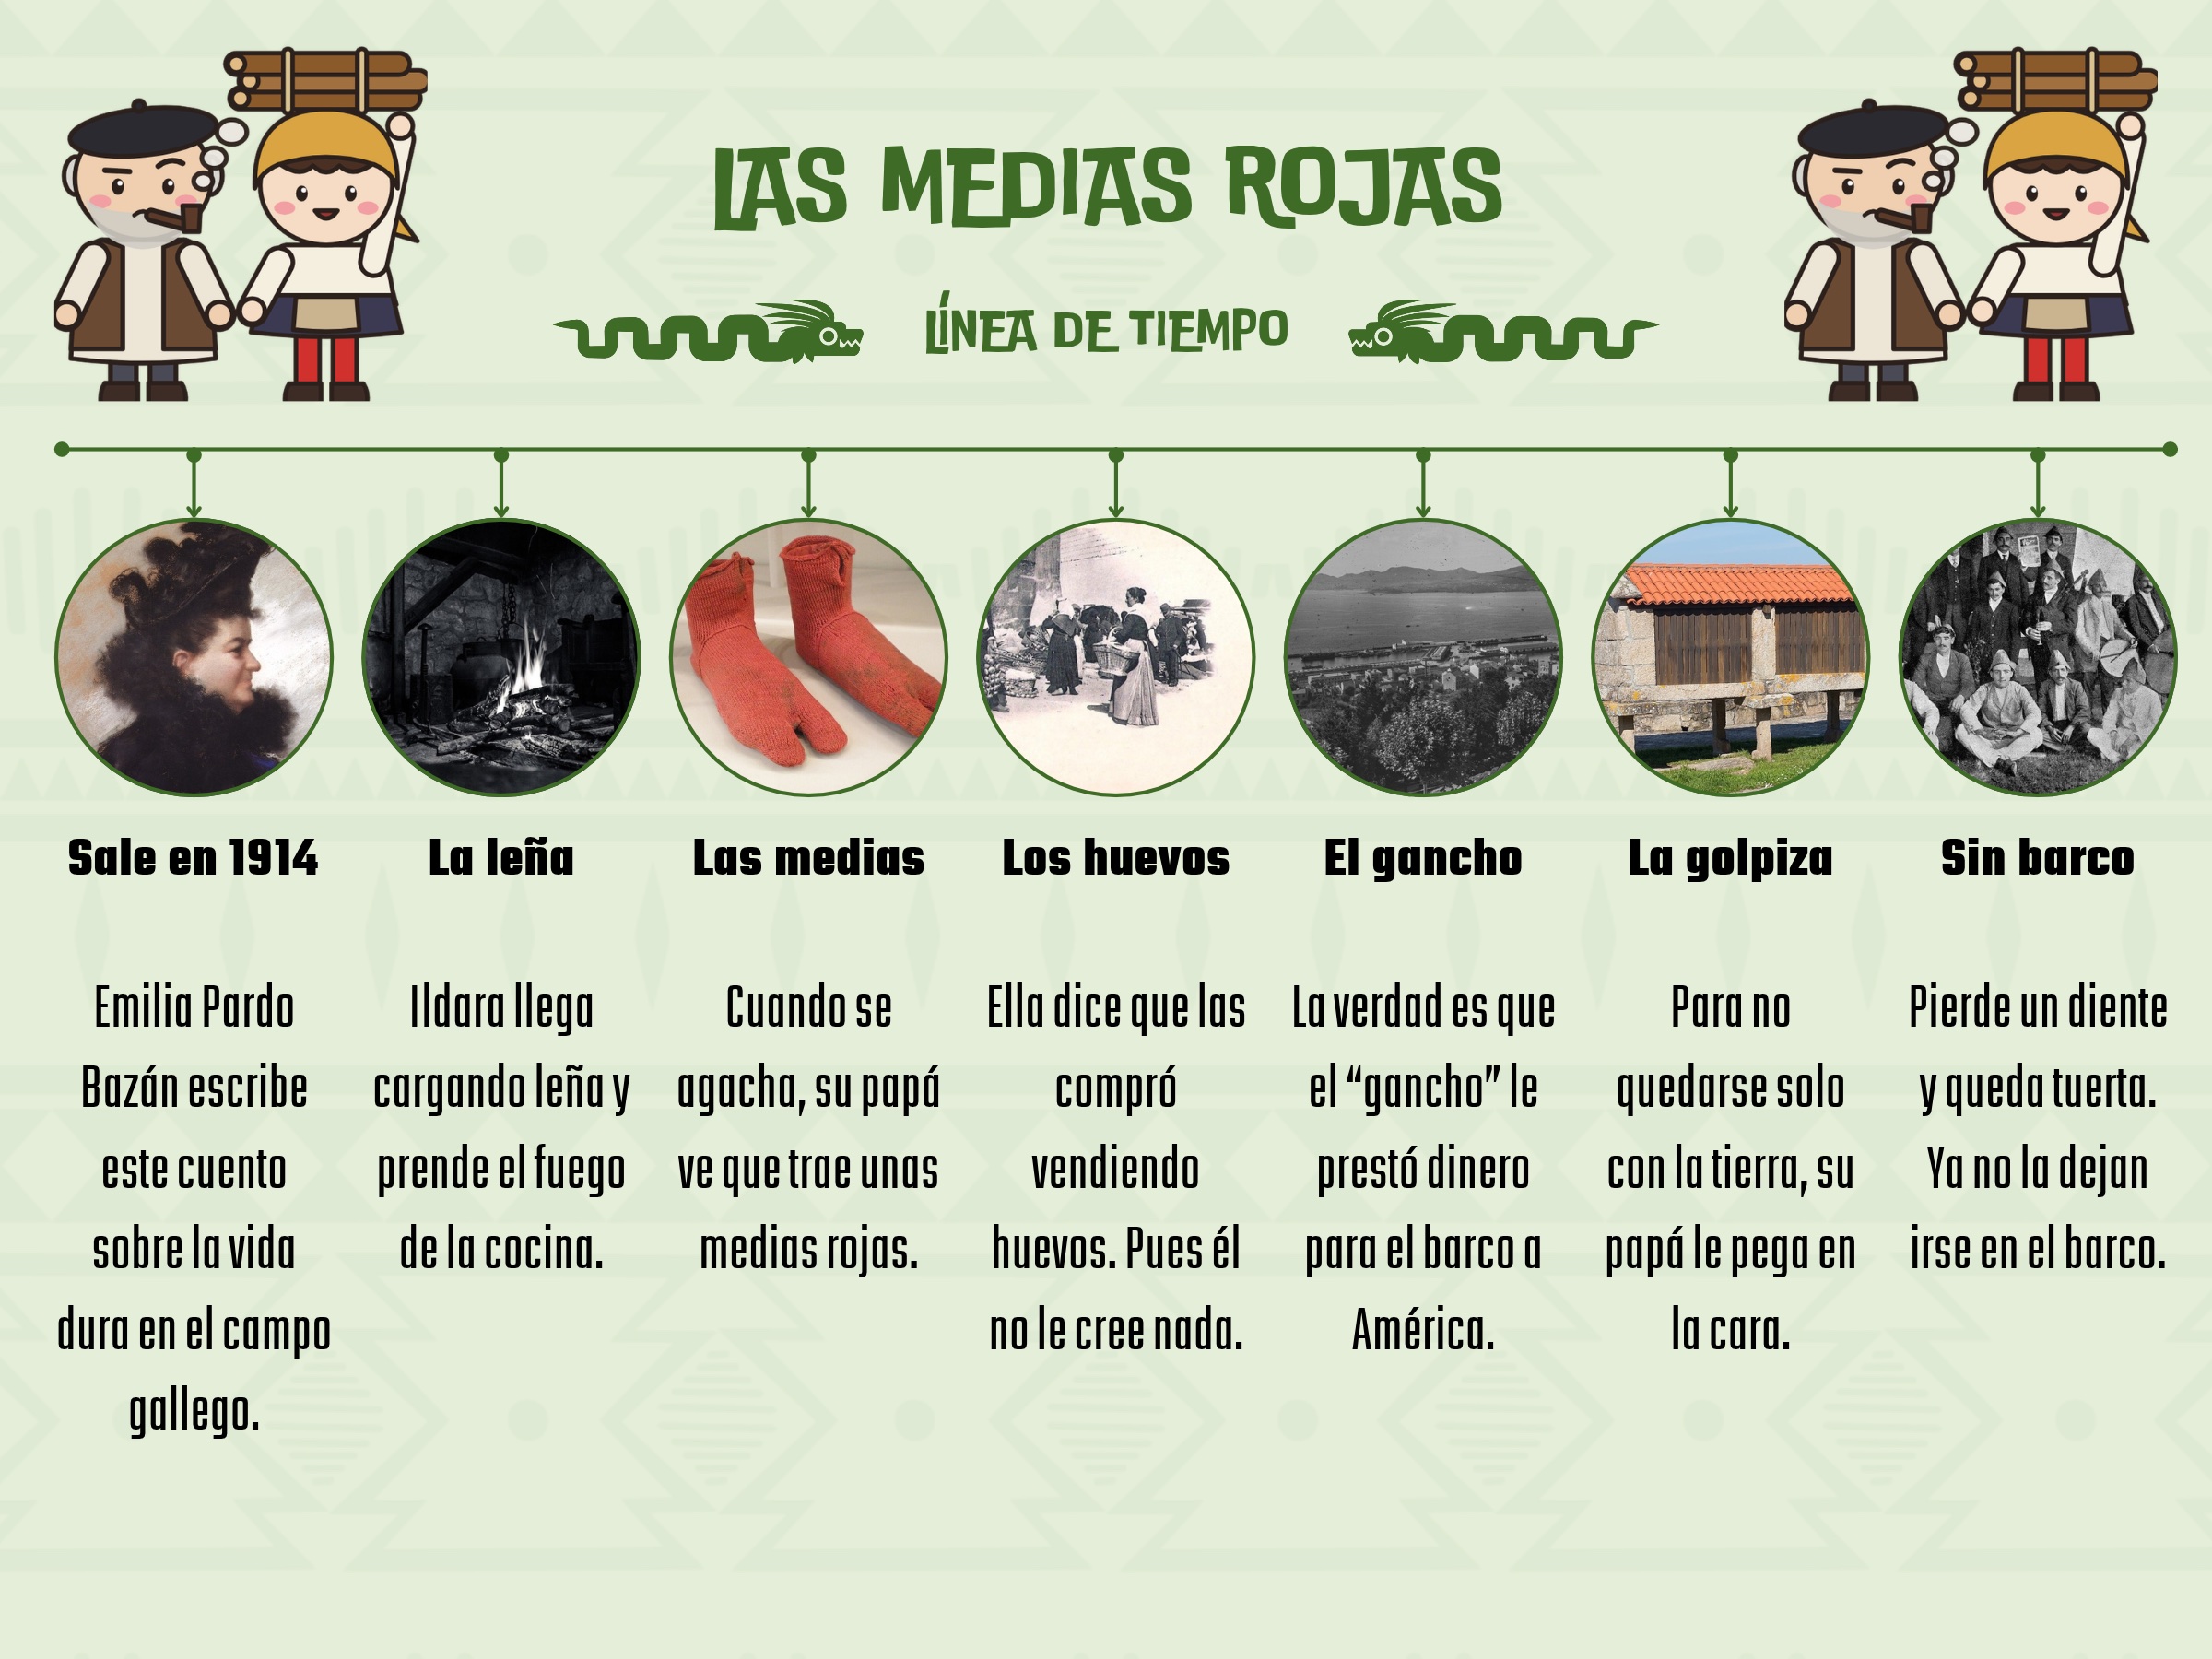 LAS MEDIAS ROJAS
LÍNEA DE TIEMPO
Sale en 1914
Emilia Pardo
Bazán escribe
este cuento
sobre la vida
dura en el campo
gallego.
La leña
Ildara llega
cargando leña y
prende el fuego
de la cocina.
Las medias
Cuando se
agacha, su papá
ve que trae unas
medias rojas.
Los huevos
Ella dice que las
compró
vendiendo
huevos. Pues él
no le cree nada.
El gancho
La verdad es que
el “gancho” le
prestó dinero
para el barco a
América.
La golpiza
Para no
quedarse solo
con la tierra, su
papá le pega en
la cara.
Sin barco
Pierde un diente
y queda tuerta.
Ya no la dejan
irse en el barco.